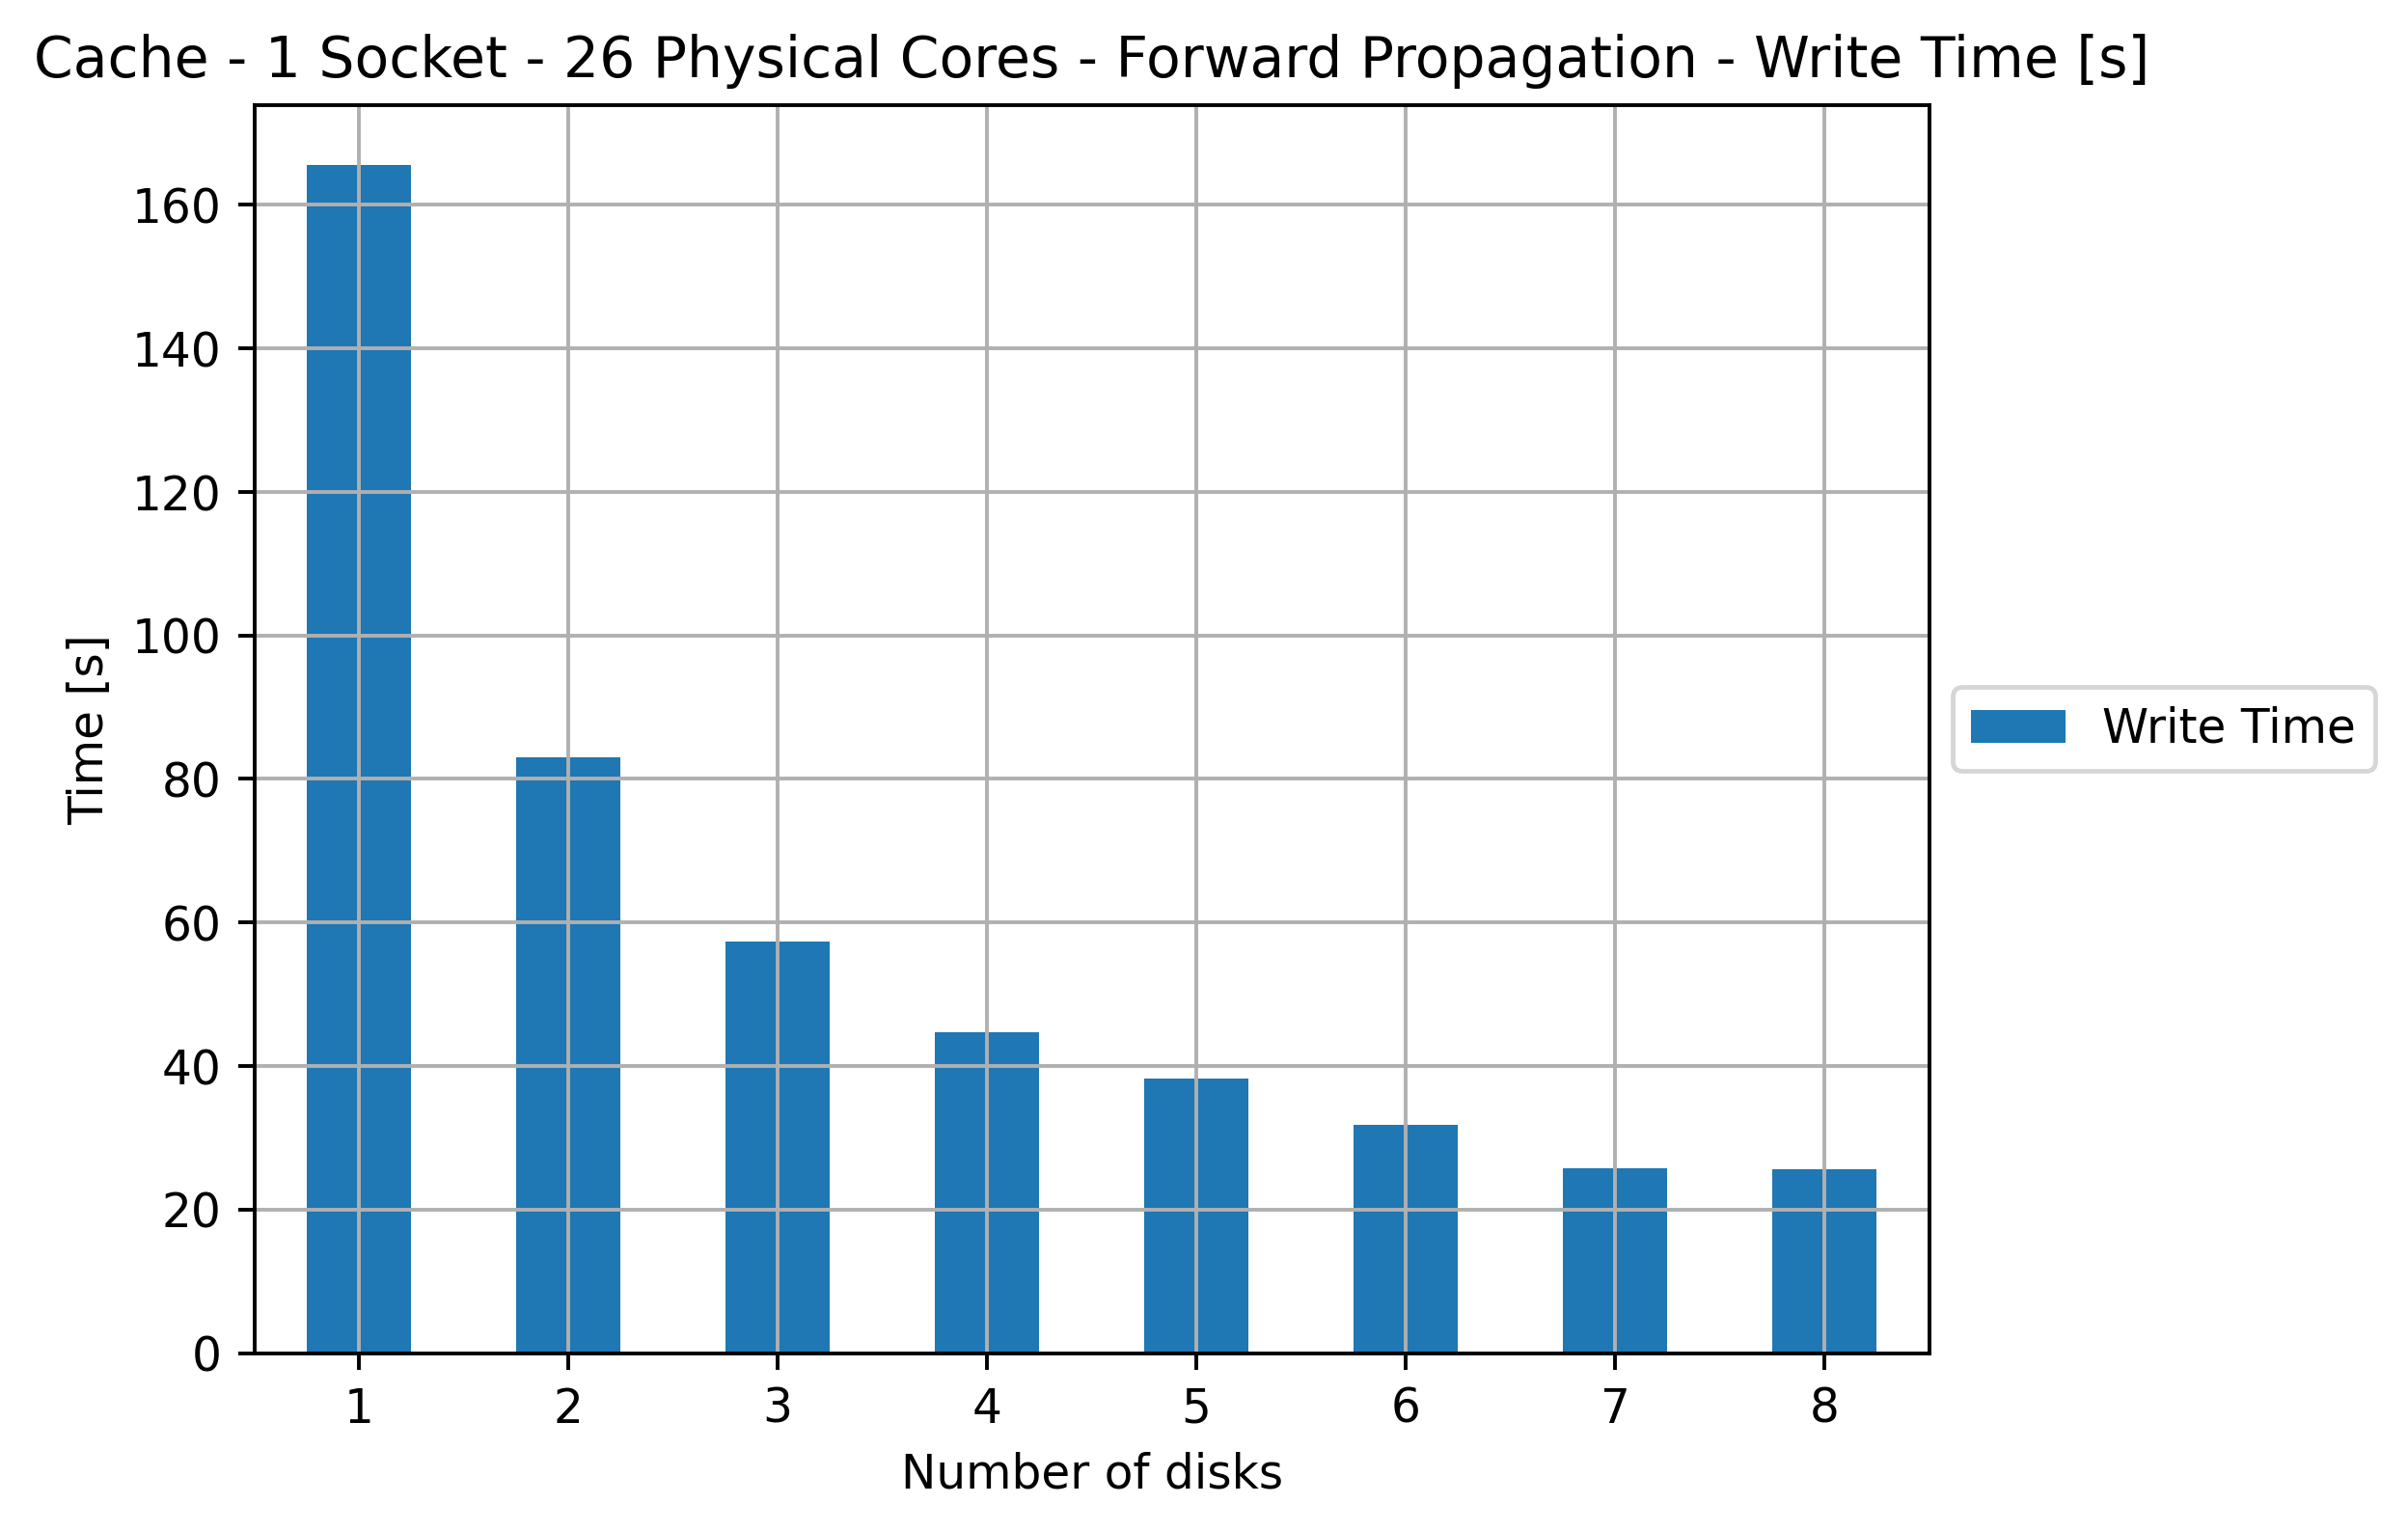 Cache - 1 Socket - 26 Physical Cores - Forward Propagation - Write Time [s]
160
140
120
100
80
60
40
20
0
Time [s]
Write Time
1 2 3 4 5 6 7 8
Number of disks